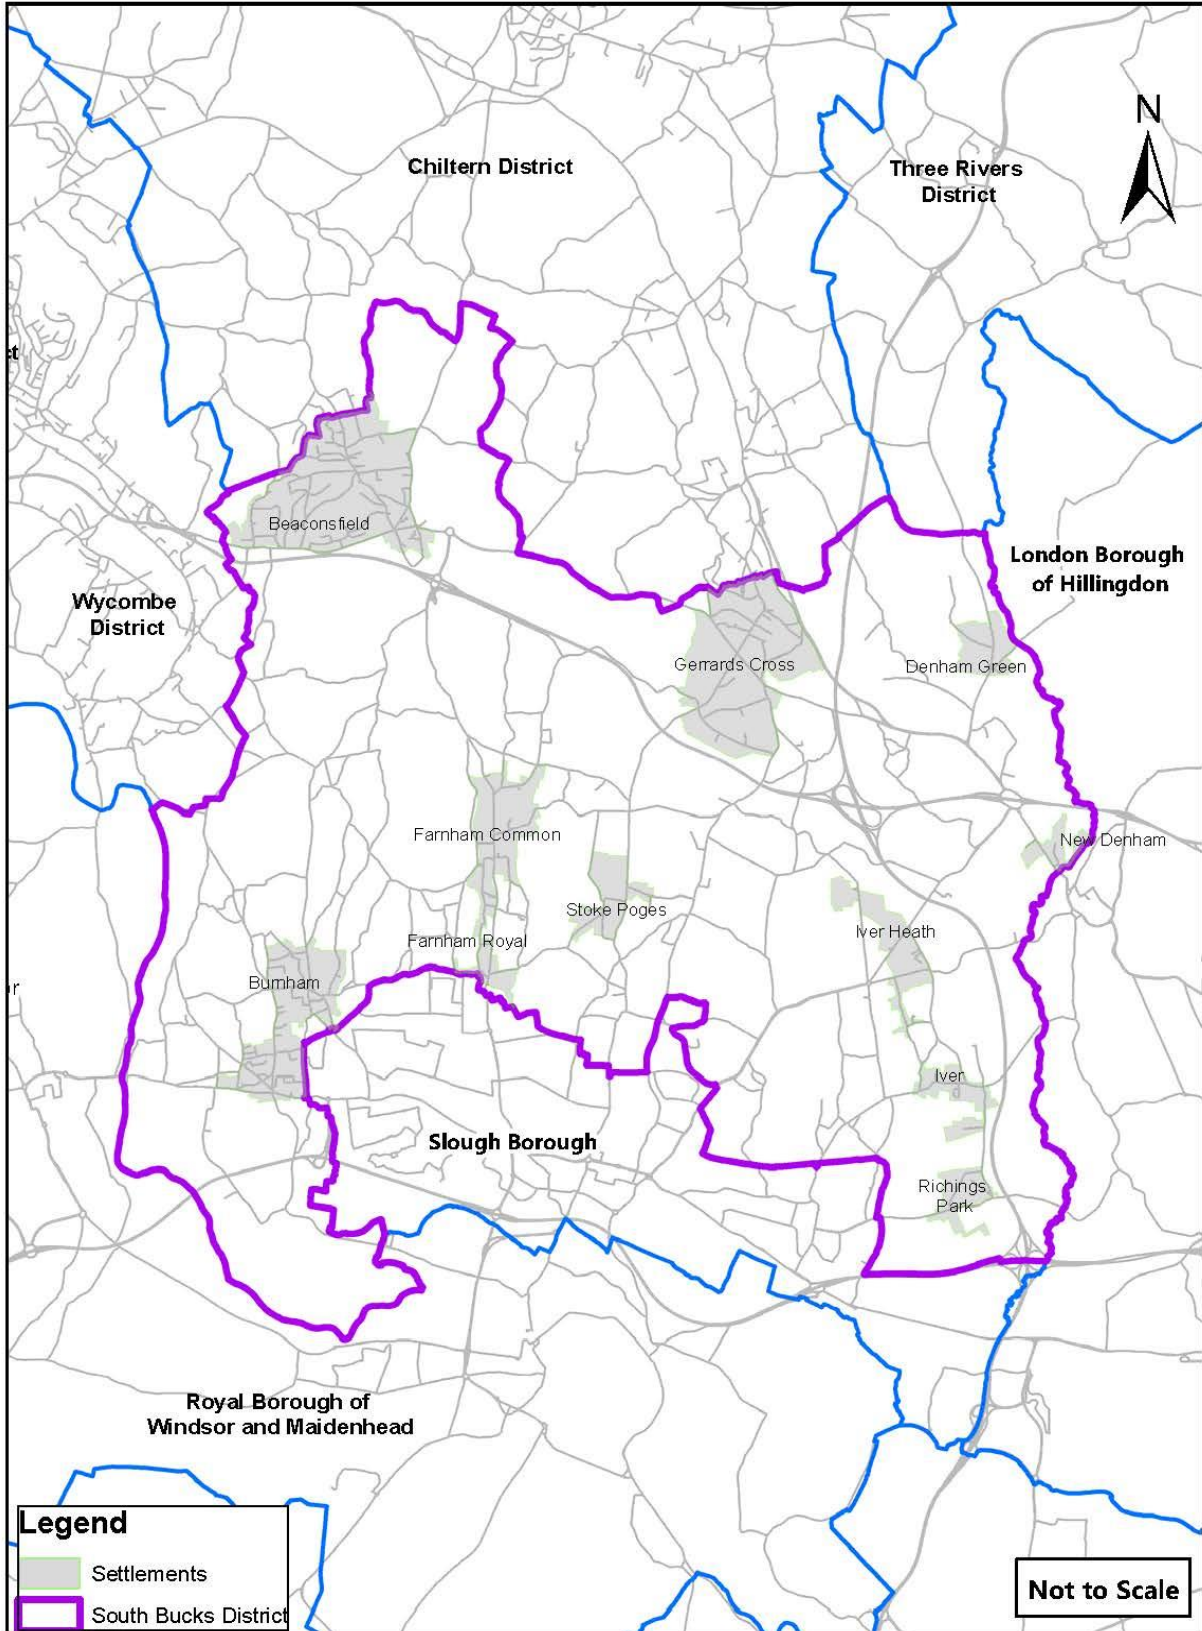 N
Chiltern District
Three Rivers
District
ct
Beaconsfield
London Borough
of Hillingdon
Wycombe
District
Gerrards Cross
Denham Green
Farnham Common
New Denham
Stoke Poges
Iver Heath
Farnham Royal
Burnham
or
Iver
Slough Borough
Richings
Park
Royal Borough of
Windsor and Maidenhead
Legend
Settlements
South Bucks District
Not to Scale